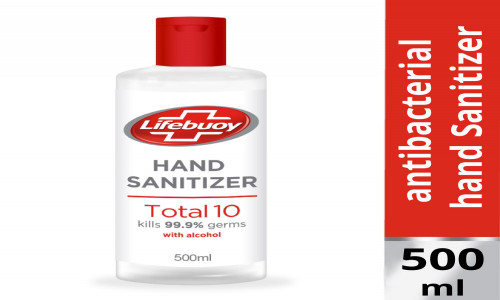 Lifebuoy
HAND
SANITIZER
Total 10
kills 99.9% germs
with alcohol
500ml
antibacterial
hand Sanitizer
500
ml